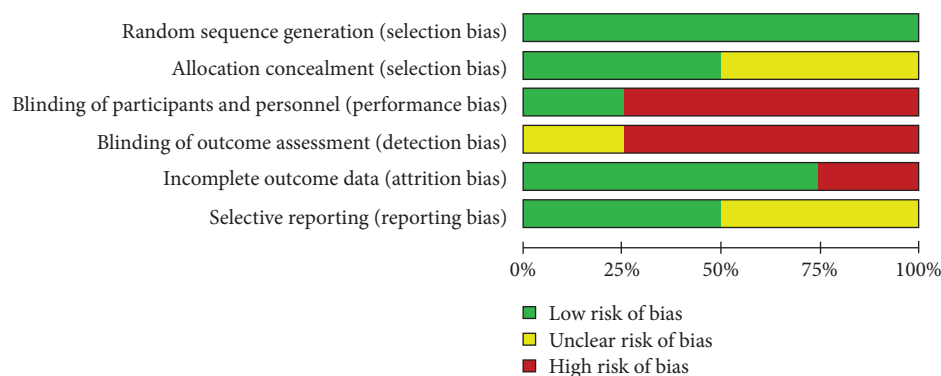 Random sequence generation (selection bias)
Allocation concealment (selection bias)
Blinding of participants and personnel (performance bias)
Blinding of outcome assessment (detection bias)
Incomplete outcome data (attrition bias)
Selective reporting (reporting bias)
0% 25% 50% 75% 100%
Low risk of bias
Unclear risk of bias
High risk of bias